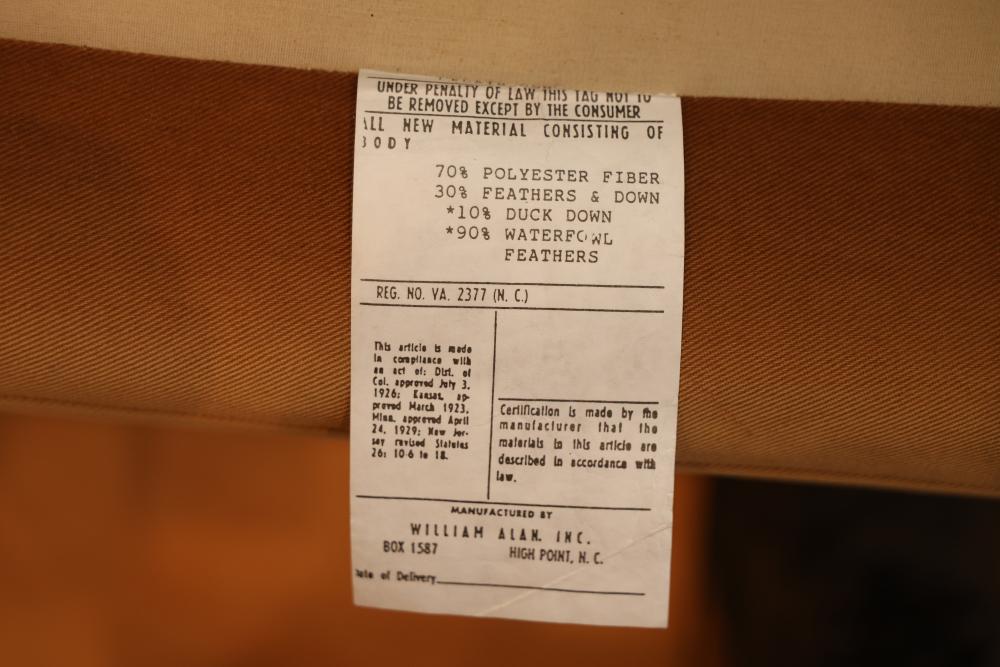 UNDER PENALTY OF LAW THIS TAG NOT TO
BE REMOVED EXCEPT BY THE CONSUMER
ALL NEW MATERIAL CONSISTING OF
BODY
70% POLYESTER FIBER
30% FEATHERS & DOWN
*10% DUCK DOWN
*90% WATERFOWL
FEATHERS
REG. NO. VA. 2377 (N. C.)
This article is made
in compliance with
an act of: Dist. of
Col. approved July 3,
1926; Kansas, ap-
proved March 1923,
Minn. approved April
24, 1929; New Jer-
sey revised Statutes
26: 10-6 to 18.
Certification is made by the
manufacturer that the
materials in this article are
described in accordance with
law.
MANUFACTURED BY
WILLIAM ALAN, INC.
BOX 1587 HIGH POINT, N. C.
Date of Delivery